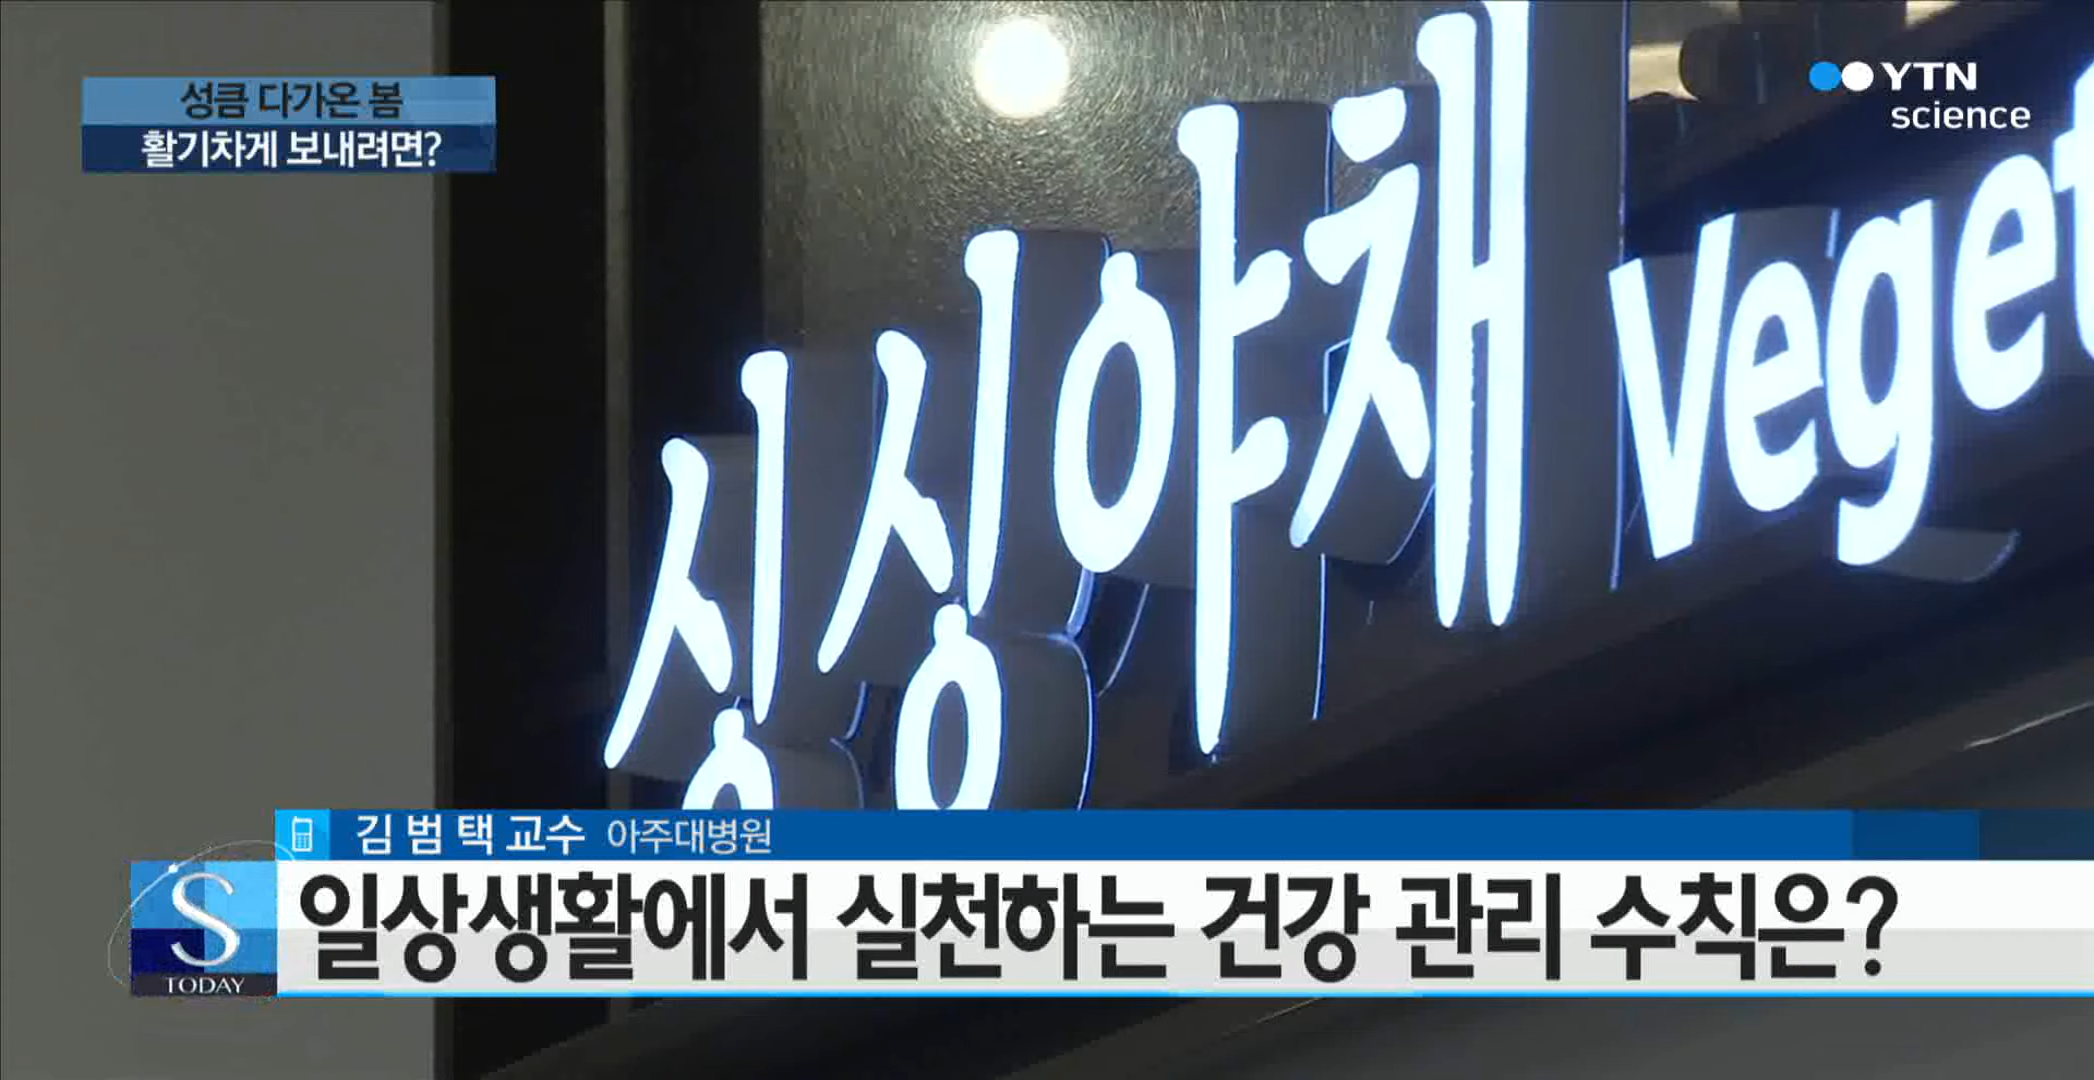 성큼 다가온 봄
활기차게 보내려면?
YTN
science
싱싱야채 Veget
김범택 교수 아주대병원
일상생활에서 실천하는 건강 관리 수칙은?
S
TODAY